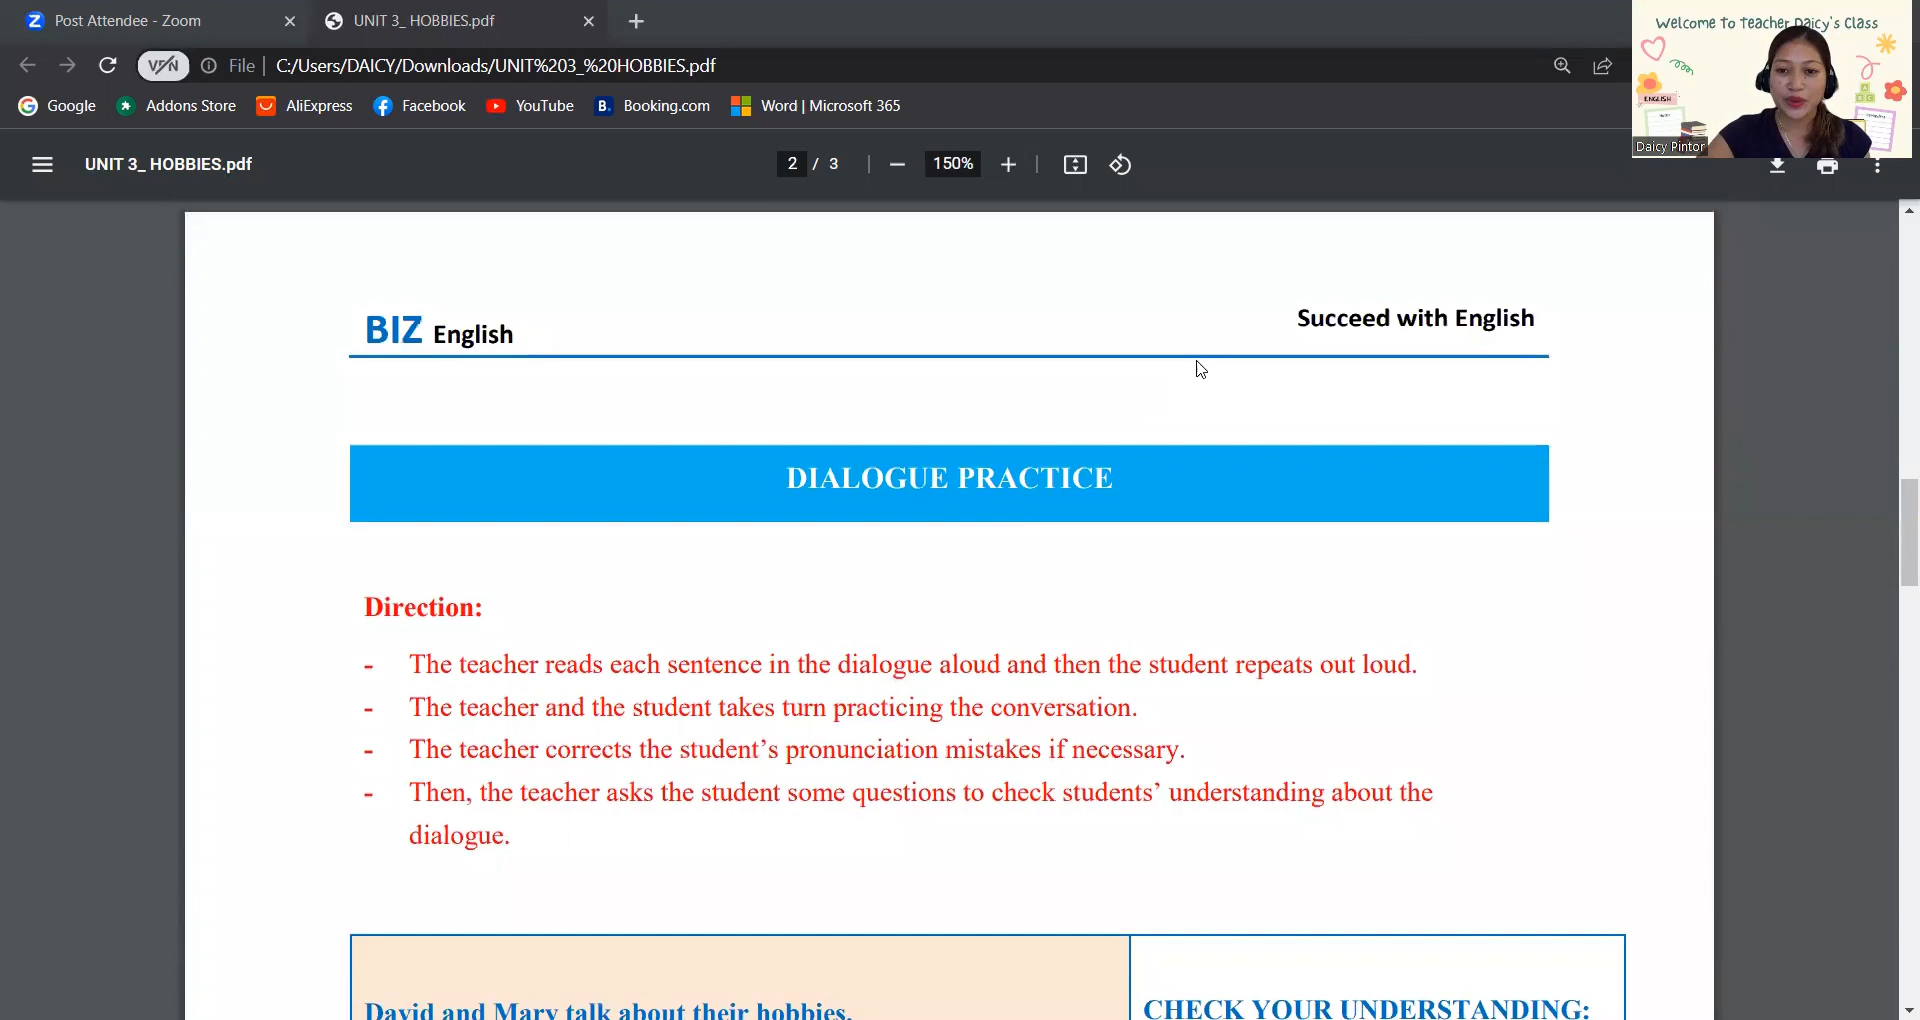 Post Attendee - Zoom
UNIT 3_ HOBBIES.pdf
Welcome to Teacher Daicy's Class
VPN
File
C:/Users/DAICY/Downloads/UNIT%203_%20HOBBIES.pdf
Google
Addons Store
AliExpress
Facebook
YouTube
B. Booking.com
Word | Microsoft 365
ENGLISH
Daicy Pintor
UNIT 3_ HOBBIES.pdf
2 / 3
150%
BIZ English
Succeed with English
DIALOGUE PRACTICE
Direction:
- The teacher reads each sentence in the dialogue aloud and then the student repeats out loud.
- The teacher and the student takes turn practicing the conversation.
- The teacher corrects the student’s pronunciation mistakes if necessary.
- Then, the teacher asks the student some questions to check students’ understanding about the
dialogue.
David and Mary talk about their hobbies.
CHECK YOUR UNDERSTANDING: